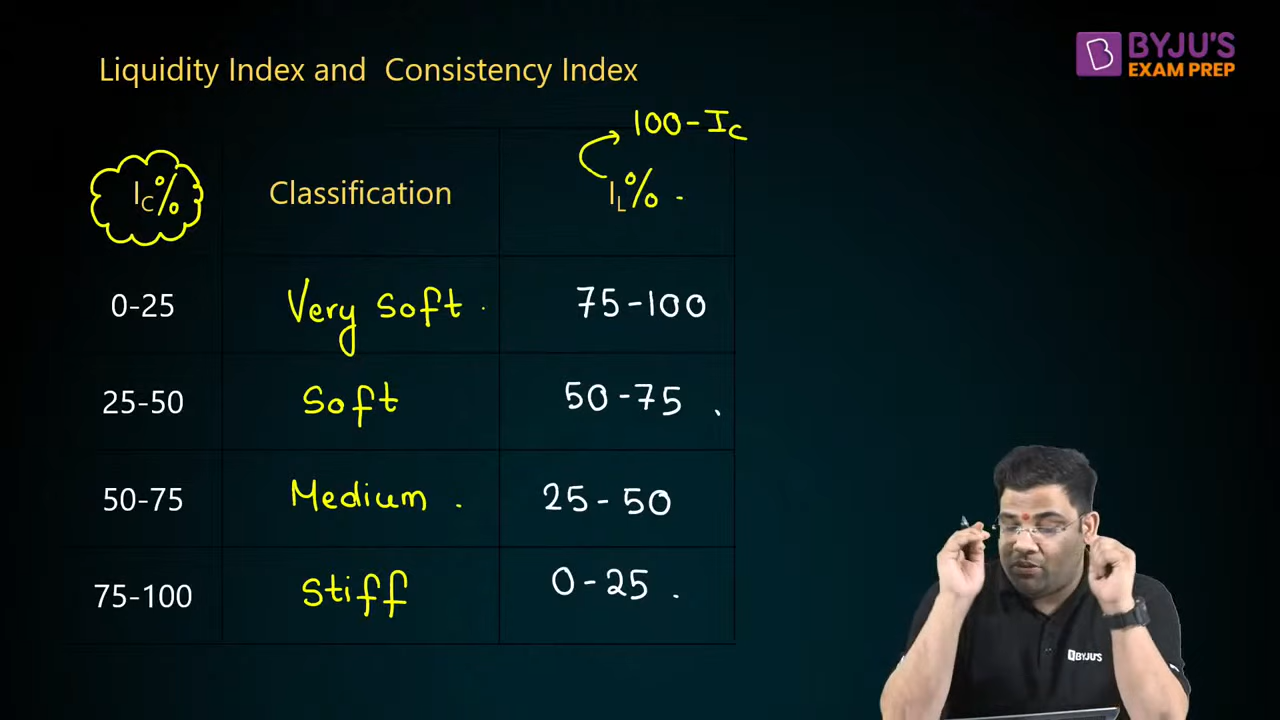 BYJU'S
EXAM PREP
Liquidity Index and Consistency Index
100-Ic
Ic% Classification IL%
0-25 Very Soft 75-100
25-50 Soft 50-75
50-75 Medium 25-50
75-100 Stiff 0-25
BYJU'S